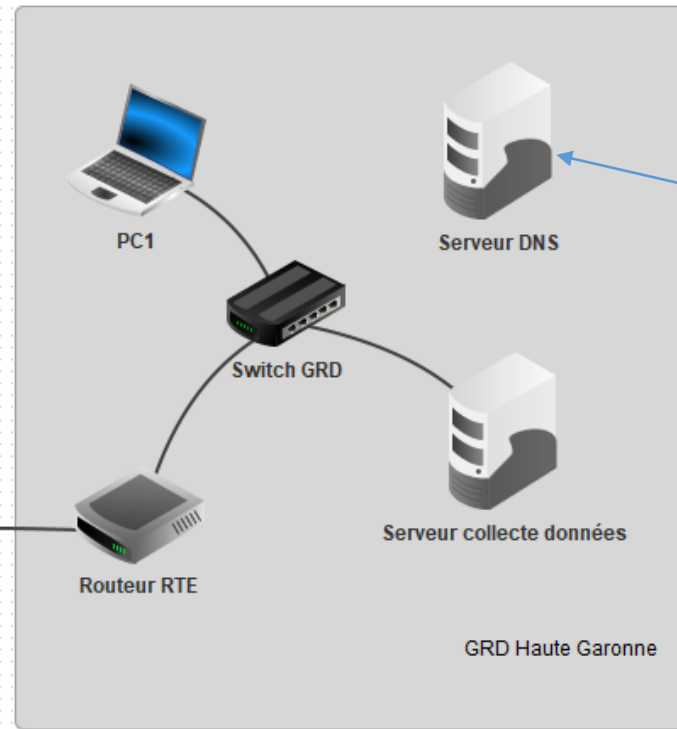 PC1
Serveur DNS
Switch GRD
Serveur collecte données
Routeur RTE
GRD Haute Garonne